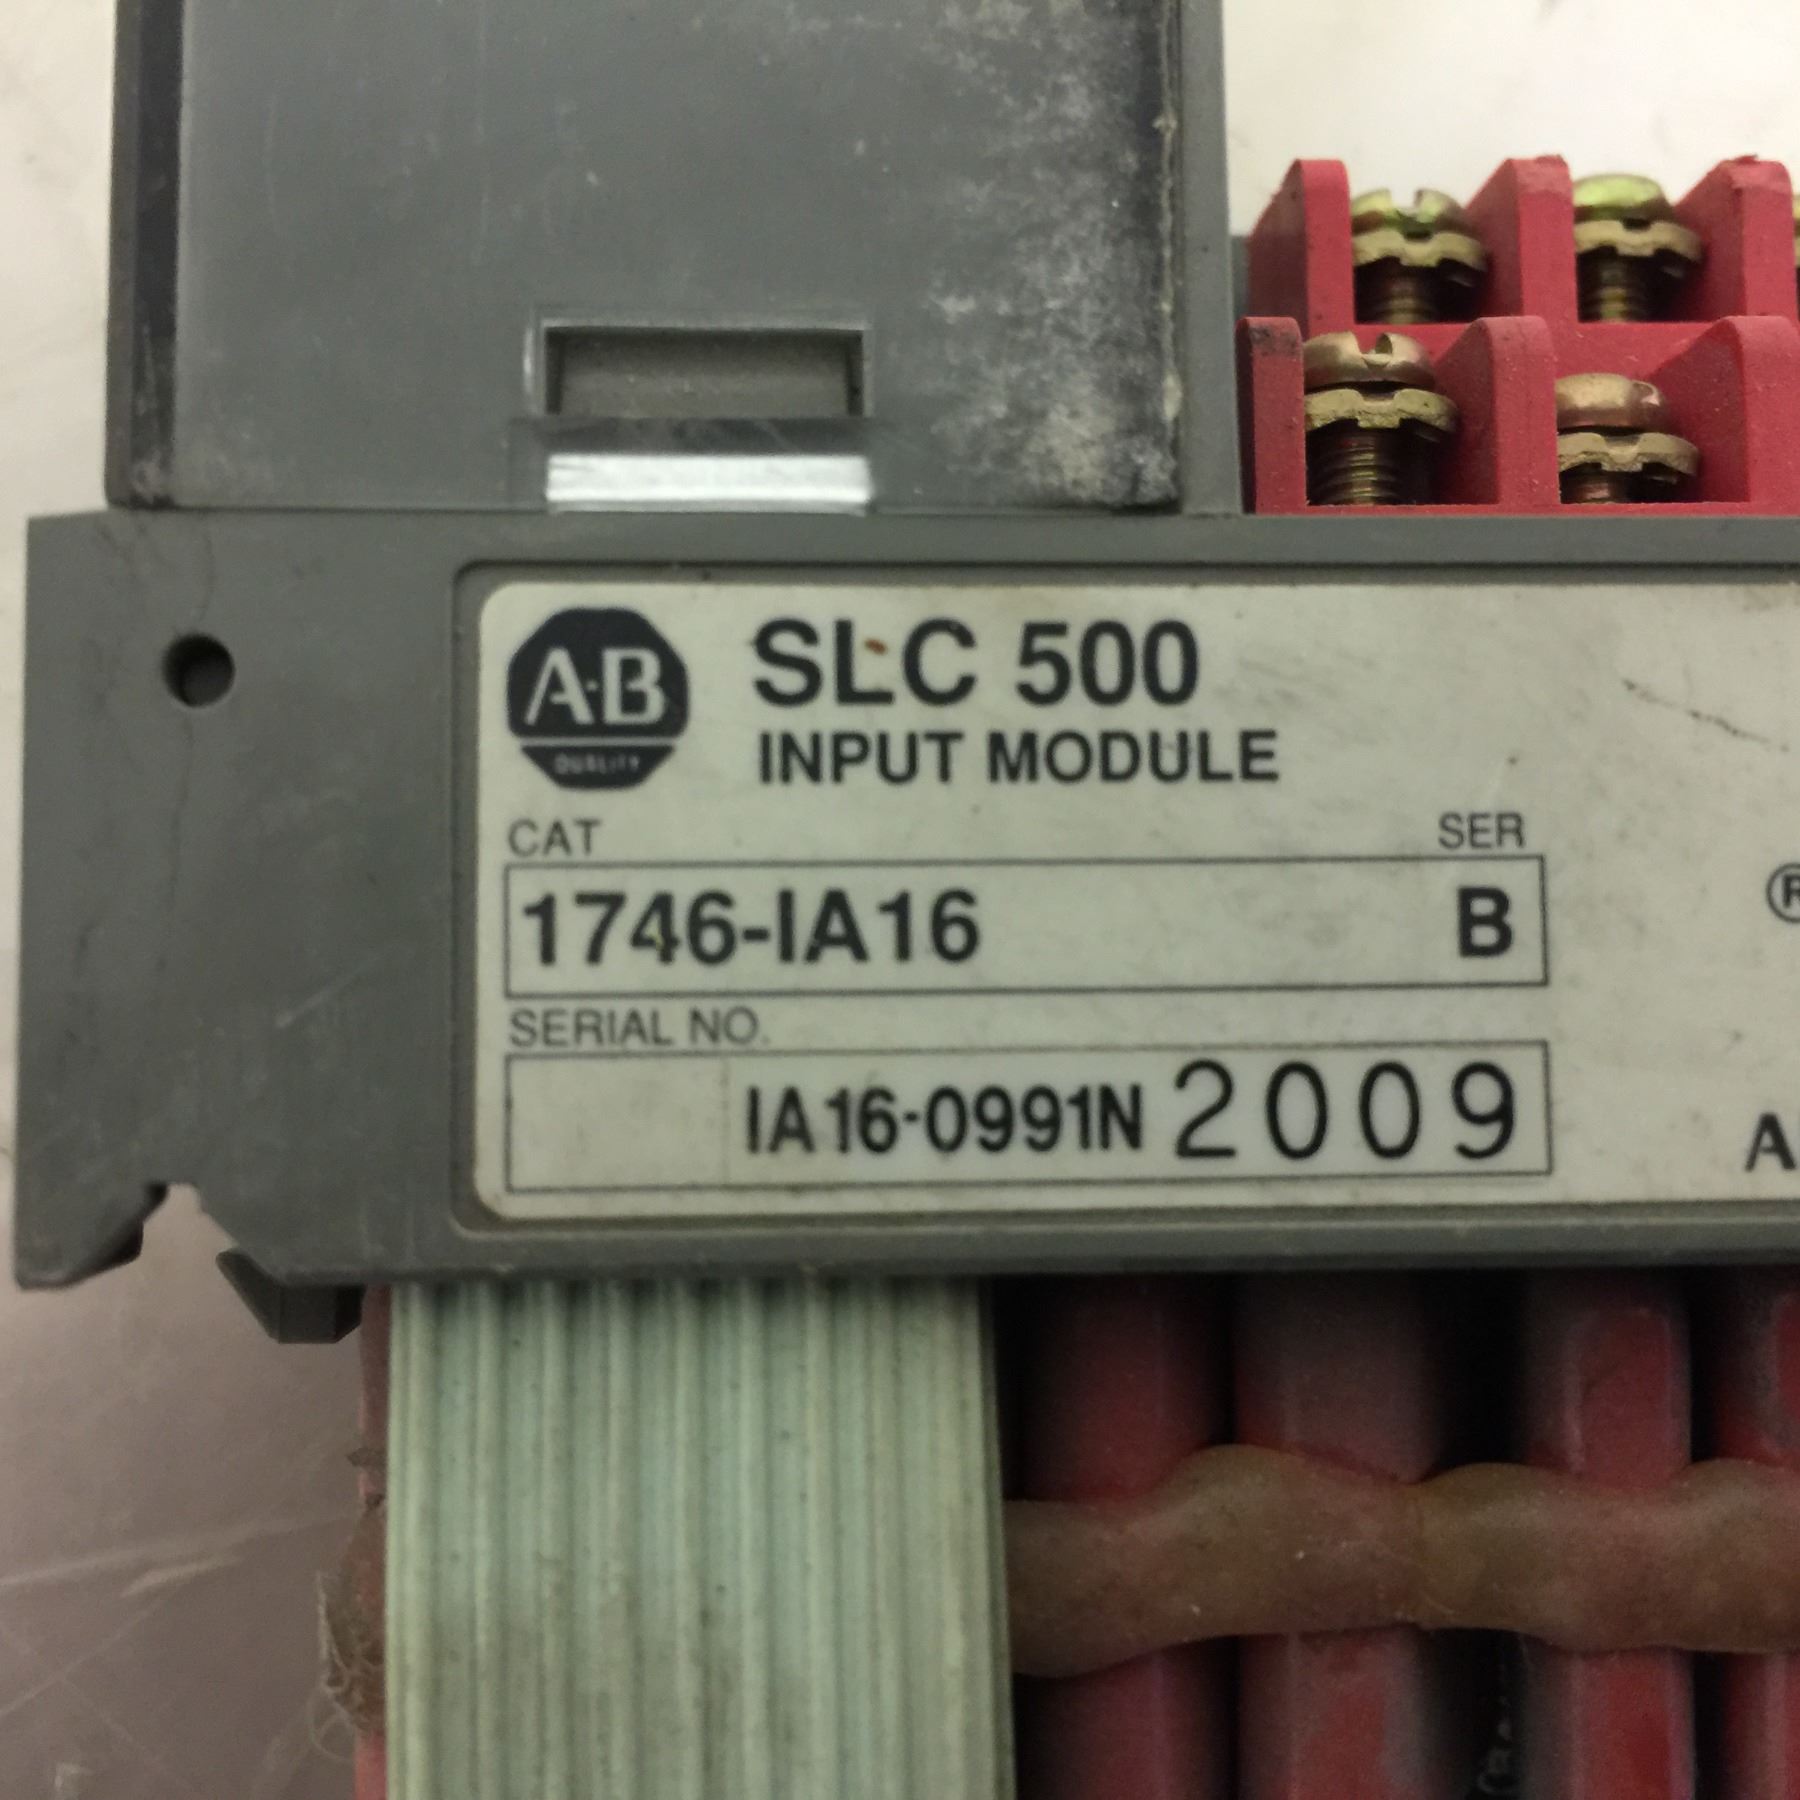 A-B
QUALITY
SLC 500
INPUT MODULE
CAT SER
1746-IA16 B
®
SERIAL NO.
IA16-0991N 2009